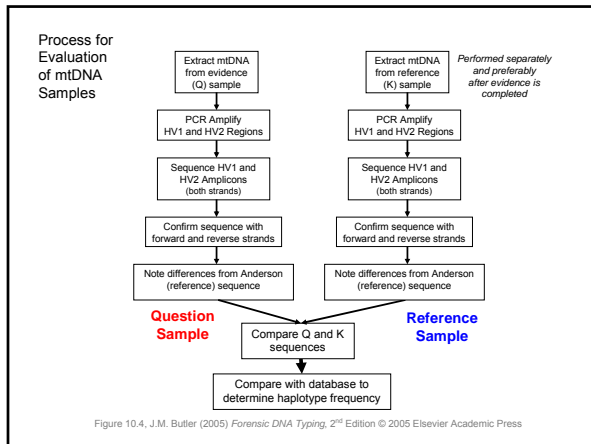 Process for
Evaluation
of mtDNA
Samples
Extract mtDNA
from evidence
(Q) sample
PCR Amplify
HV1 and HV2 Regions
Sequence HV1 and
HV2 Amplicons
(both strands)
Confirm sequence with
forward and reverse strands
Note differences from Anderson
(reference) sequence
Question
Sample
Extract mtDNA
from reference
(K) sample
Performed separately
and preferably
after evidence is
completed
PCR Amplify
HV1 and HV2 Regions
Sequence HV1 and
HV2 Amplicons
(both strands)
Confirm sequence with
forward and reverse strands
Note differences from Anderson
(reference) sequence
Reference
Sample
Compare Q and K
sequences
Compare with database to
determine haplotype frequency
Figure 10.4, J.M. Butler (2005) Forensic DNA Typing, 2nd Edition © 2005 Elsevier Academic Press